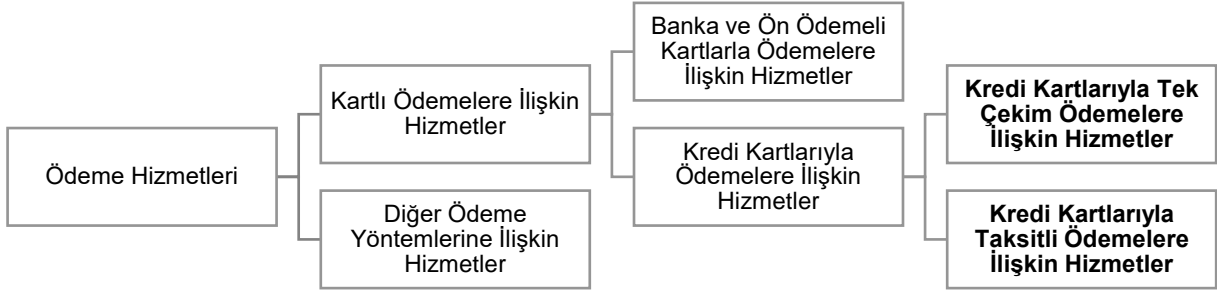 Ödeme Hizmetleri
Kartlı Ödemelere İlişkin
Hizmetler
Diğer Ödeme
Yöntemlerine İlişkin
Hizmetler
Banka ve Ön Ödemeli
Kartlarla Ödemelere
İlişkin Hizmetler
Kredi Kartlarıyla
Ödemelere İlişkin
Hizmetler
Kredi Kartlarıyla Tek
Çekim Ödemelere
İlişkin Hizmetler
Kredi Kartlarıyla
Taksitli Ödemelere
İlişkin Hizmetler